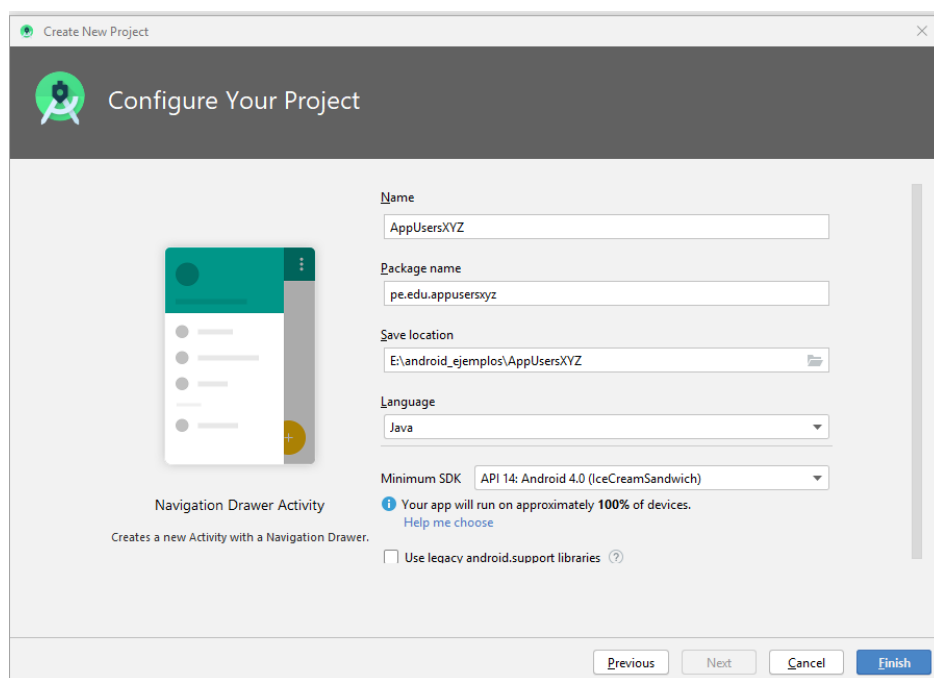 Create New Project
Configure Your Project
Name
AppUsersXYZ
Package name
pe.edu.appusersxyz
Save location
E:\android_ejemplos\AppUsersXYZ
Language
Java
Minimum SDK API 14: Android 4.0 (IceCreamSandwich)
Your app will run on approximately 100% of devices.
Help me choose
Use legacy android.support libraries ?
Navigation Drawer Activity
Creates a new Activity with a Navigation Drawer.
Previous Next Cancel Finish